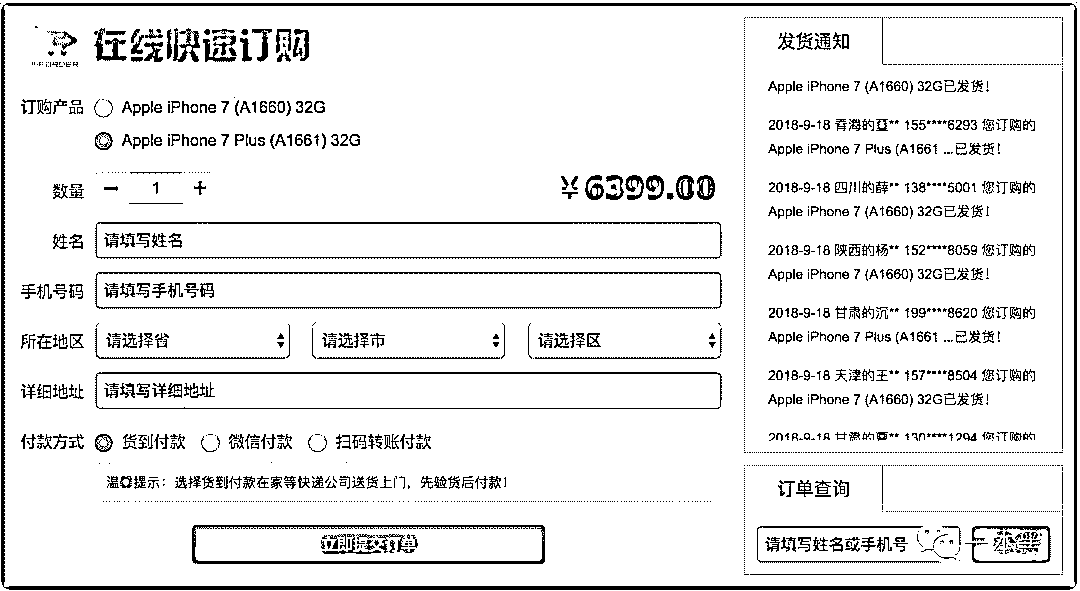 在线快速订购
订购产品 Apple iPhone 7 (A1660) 32G
Apple iPhone 7 Plus (A1661) 32G
数量 − 1 +
¥6399.00
姓名 请填写姓名
手机号码 请填写手机号码
所在地区 请选择省 请选择市 请选择区
详细地址 请填写详细地址
付款方式 货到付款 微信付款 扫码转账付款
温馨提示：选择货到付款在家等快递公司送货上门，先验货后付款！
立即提交订单
发货通知
Apple iPhone 7 (A1660) 32G已发货！
2018-9-18 香港的聂** 155****6293 您订购的
Apple iPhone 7 Plus (A1661 ...已发货！
2018-9-18 四川的薛** 138****5001 您订购的
Apple iPhone 7 (A1660) 32G已发货！
2018-9-18 陕西的杨** 152****8059 您订购的
Apple iPhone 7 (A1660) 32G已发货！
2018-9-18 甘肃的沉** 199****8620 您订购的
Apple iPhone 7 Plus (A1661 ...已发货！
2018-9-18 天津的王** 157****8504 您订购的
Apple iPhone 7 (A1660) 32G已发货！
2018-9-18 130****1294 您订购的
订单查询
请填写姓名或手机号